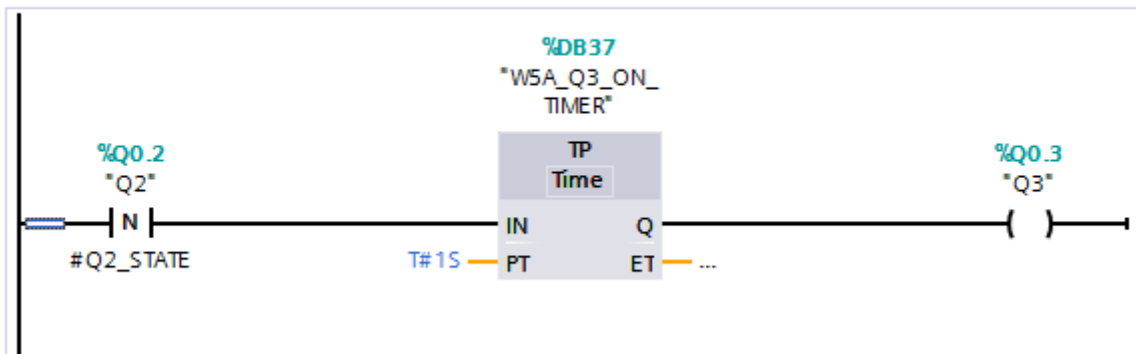 %DB37
"W5A_Q3_ON_
TIMER"
TP
Time
%Q0.2
"Q2"
N
#Q2_STATE
IN
Q
T#1S
PT
ET
...
%Q0.3
"Q3"
( )